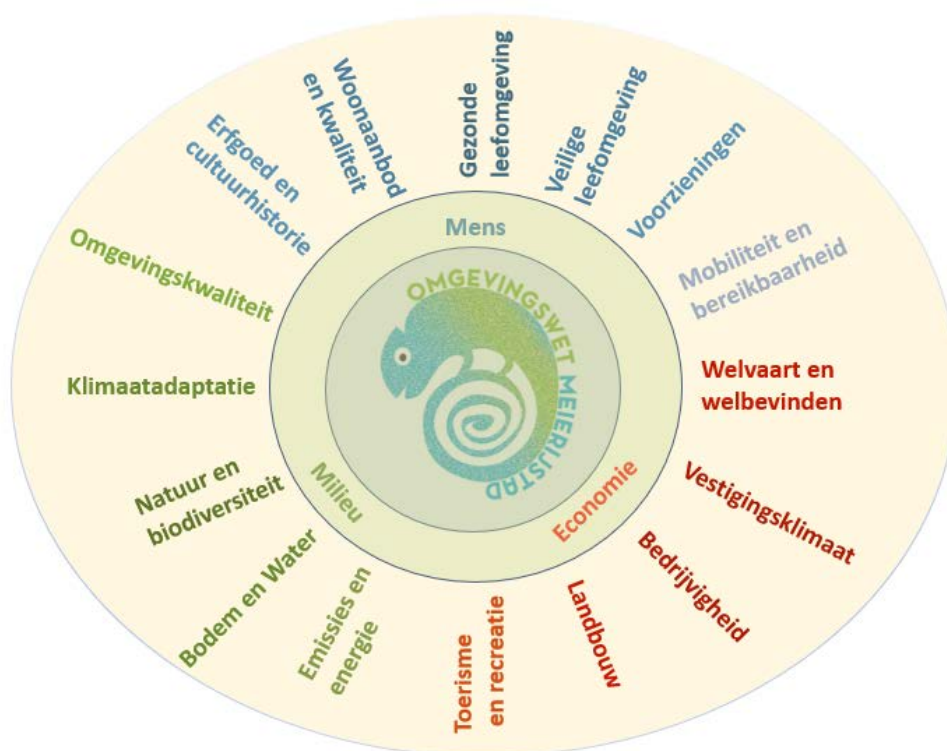 Gezonde
leefomgeving
Veilige
leefomgeving
Voorzieningen
Mobiliteit en
bereikbaarheid
Welvaart en
welbevinden
Vestigingsklimaat
Bedrijvigheid
Landbouw
Toerisme
en recreatie
Emissies en
energie
Bodem en Water
Natuur en
biodiversiteit
Klimaatadaptatie
Omgevingskwaliteit
Erfgoed en
cultuurhistorie
Woonaanbod
en kwaliteit
Mens
Economie
Milieu
OMGEVINGSWET MEIERIJSTAD